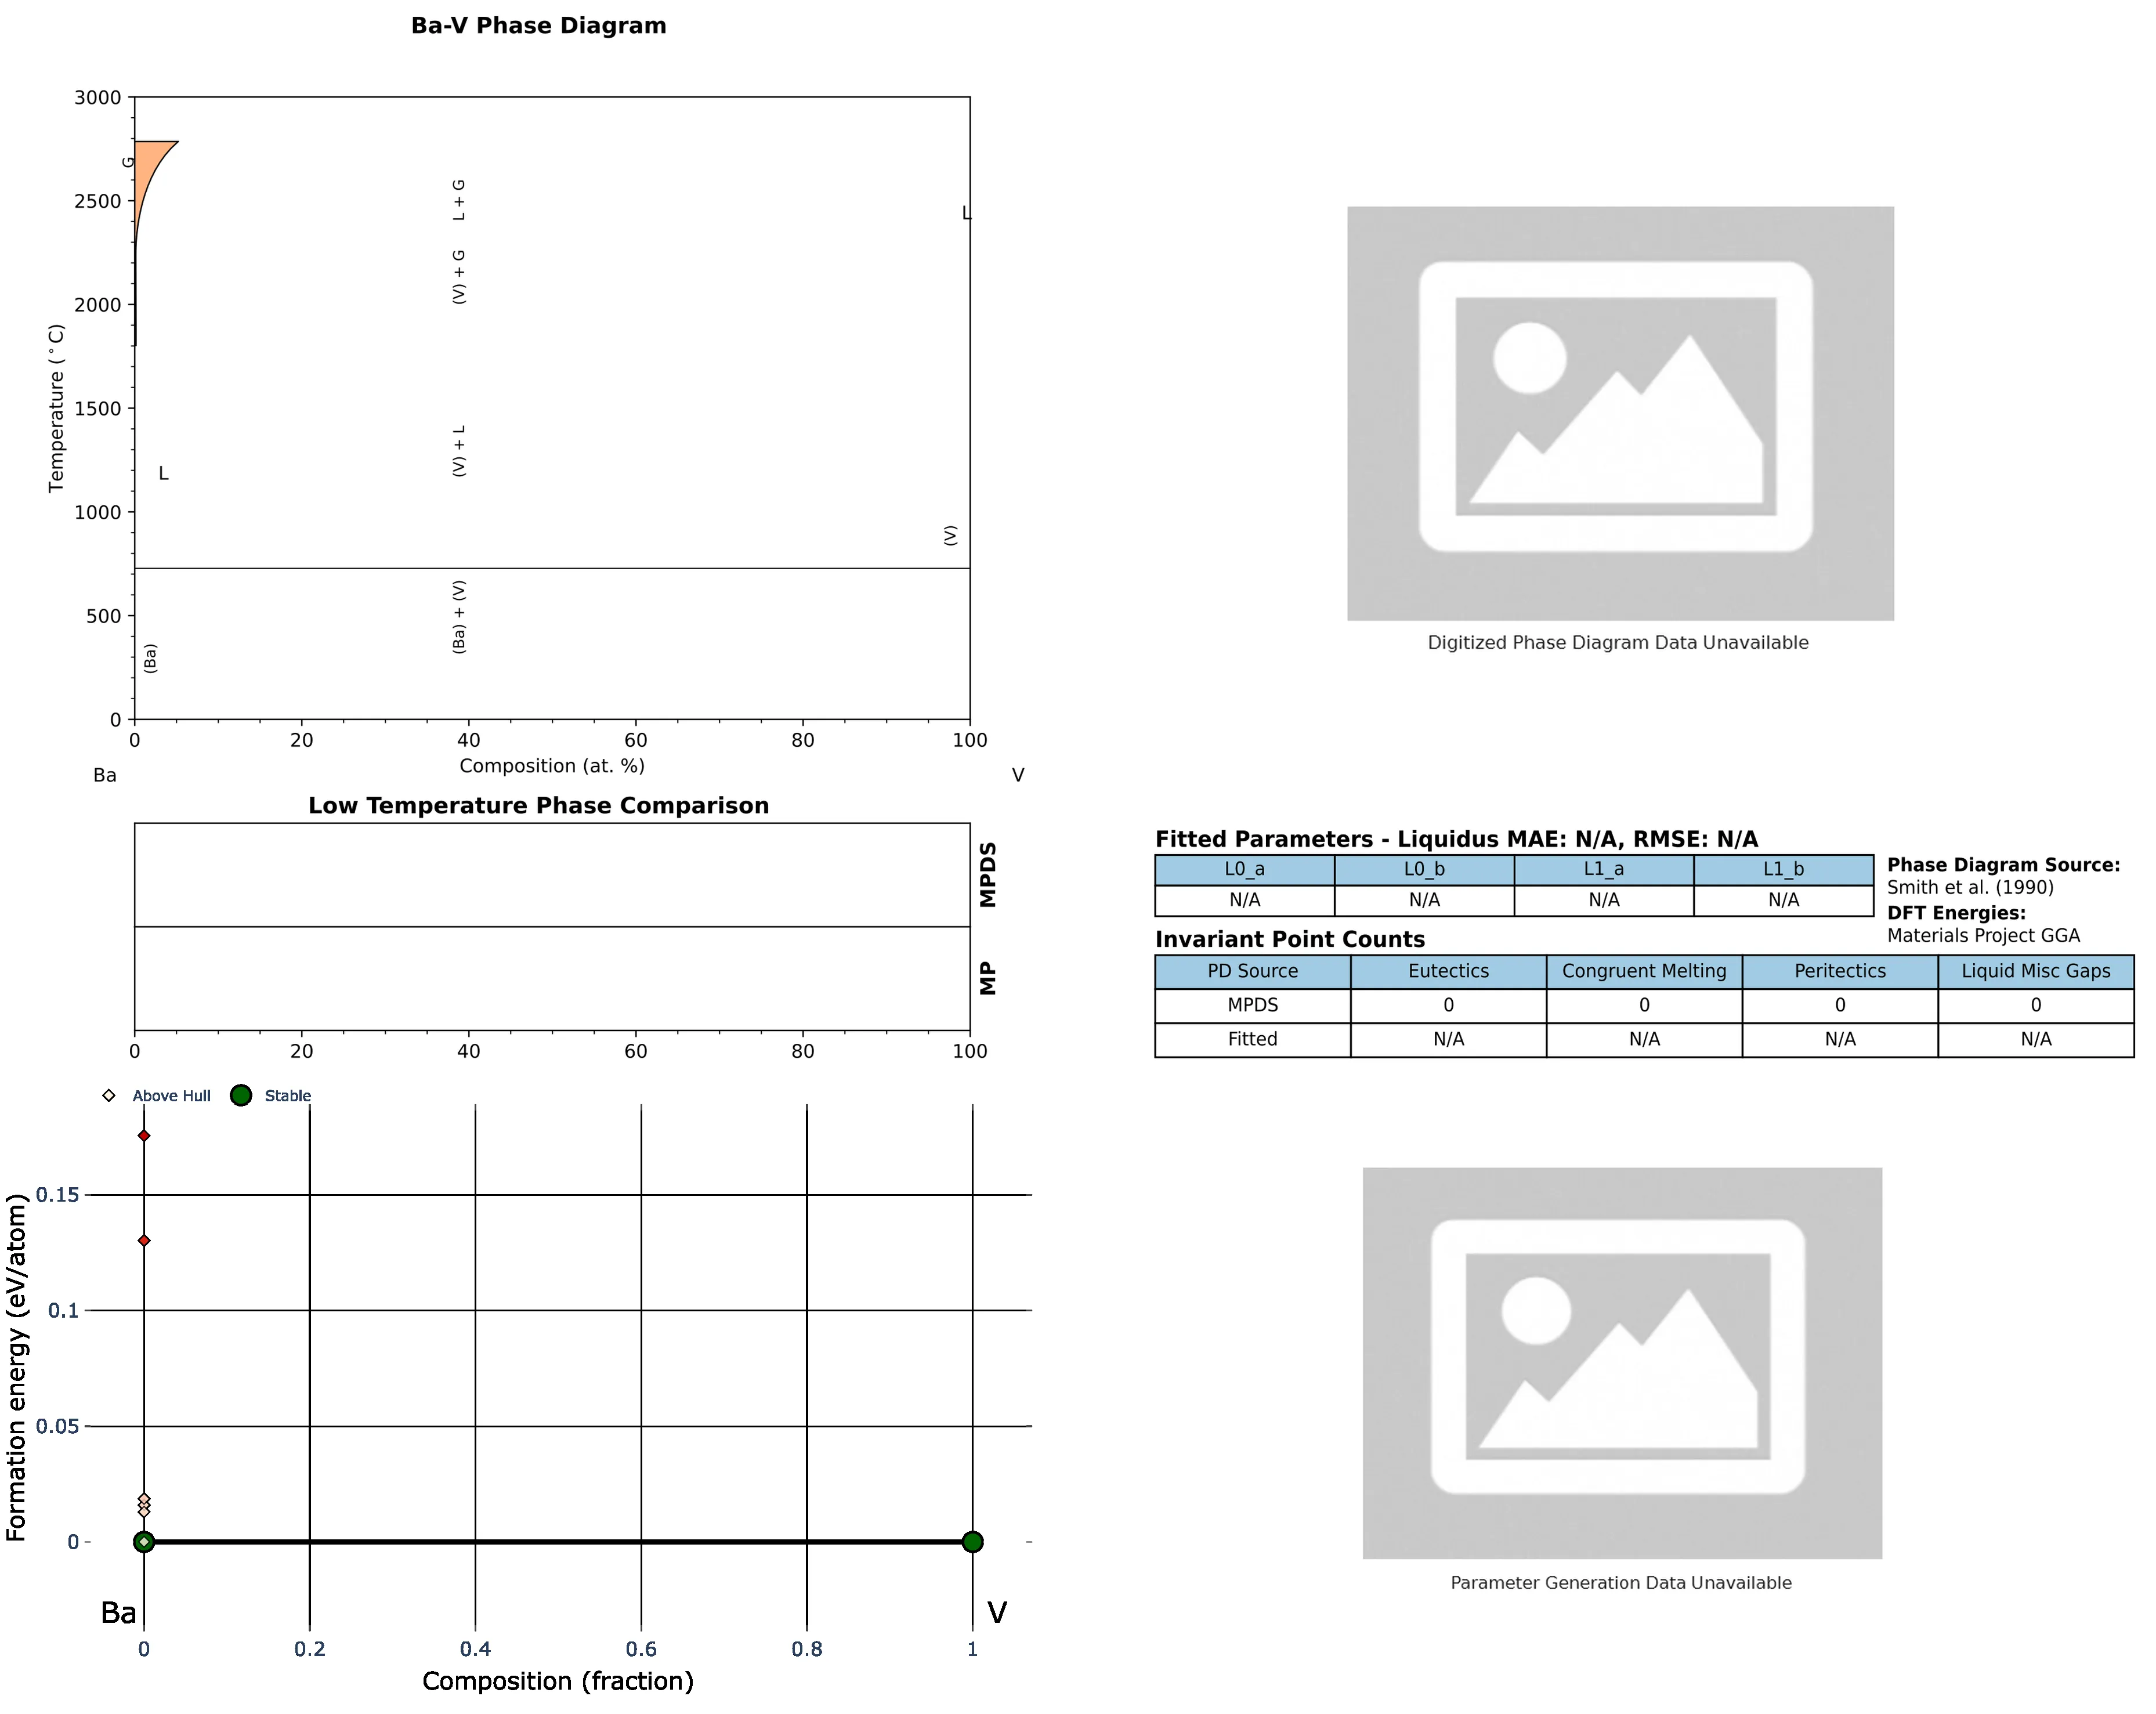 Ba-V Phase Diagram
3000
2500
2000
1500
1000
500
0
Temperature (°C)
G
L + G
(V) + G
(V) + L
(Ba) + (V)
L
L
(V)
(Ba)
0 20 40 60 80 100
Composition (at. %)
Ba V
Digitized Phase Diagram Data Unavailable
Low Temperature Phase Comparison
MPDS
MP
0 20 40 60 80 100
Fitted Parameters - Liquidus MAE: N/A, RMSE: N/A
L0_a L0_b L1_a L1_b
N/A N/A N/A N/A
Phase Diagram Source:
Smith et al. (1990)
DFT Energies:
Materials Project GGA
Invariant Point Counts
PD Source Eutectics Congruent Melting Peritectics Liquid Misc Gaps
MPDS 0 0 0 0
Fitted N/A N/A N/A N/A
Above Hull Stable
0.15
0.1
0.05
0
Formation energy (eV/atom)
Ba V
0 0.2 0.4 0.6 0.8 1
Composition (fraction)
Parameter Generation Data Unavailable